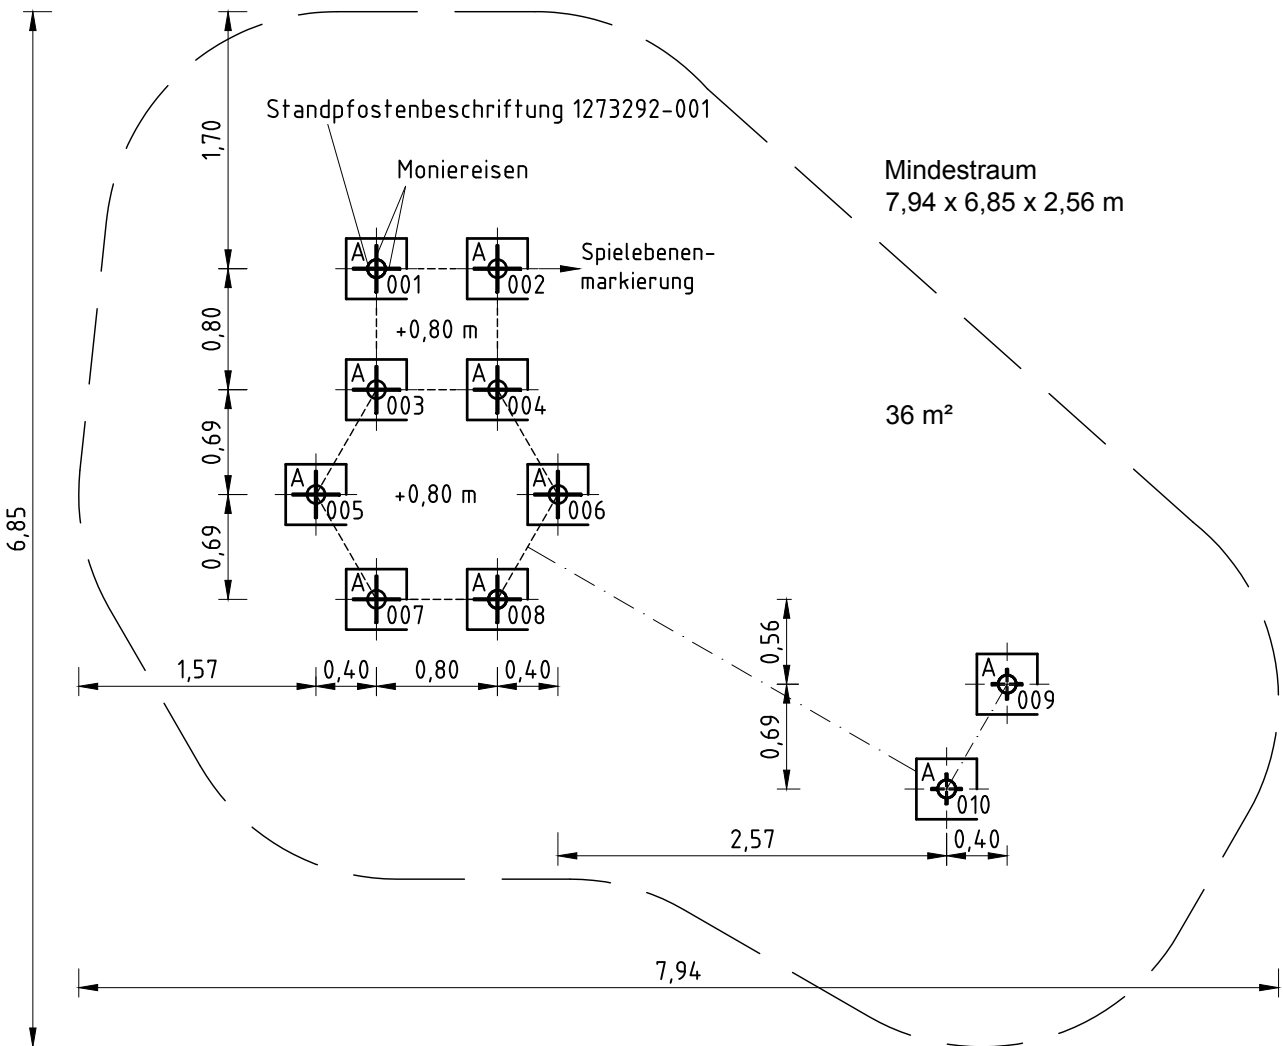 Standpfostenbeschriftung 1273292-001
1,70
Moniereisen
Mindestraum
7,94 x 6,85 x 2,56 m
A
001
A
002
Spielebenen-
markierung
0,80
+0,80 m
A
003
A
004
36 m²
0,69
A
005
+0,80 m
A
006
6,85
0,69
A
007
A
008
0,56
1,57
0,40
0,80
0,40
A
009
0,69
A
010
2,57
0,40
7,94